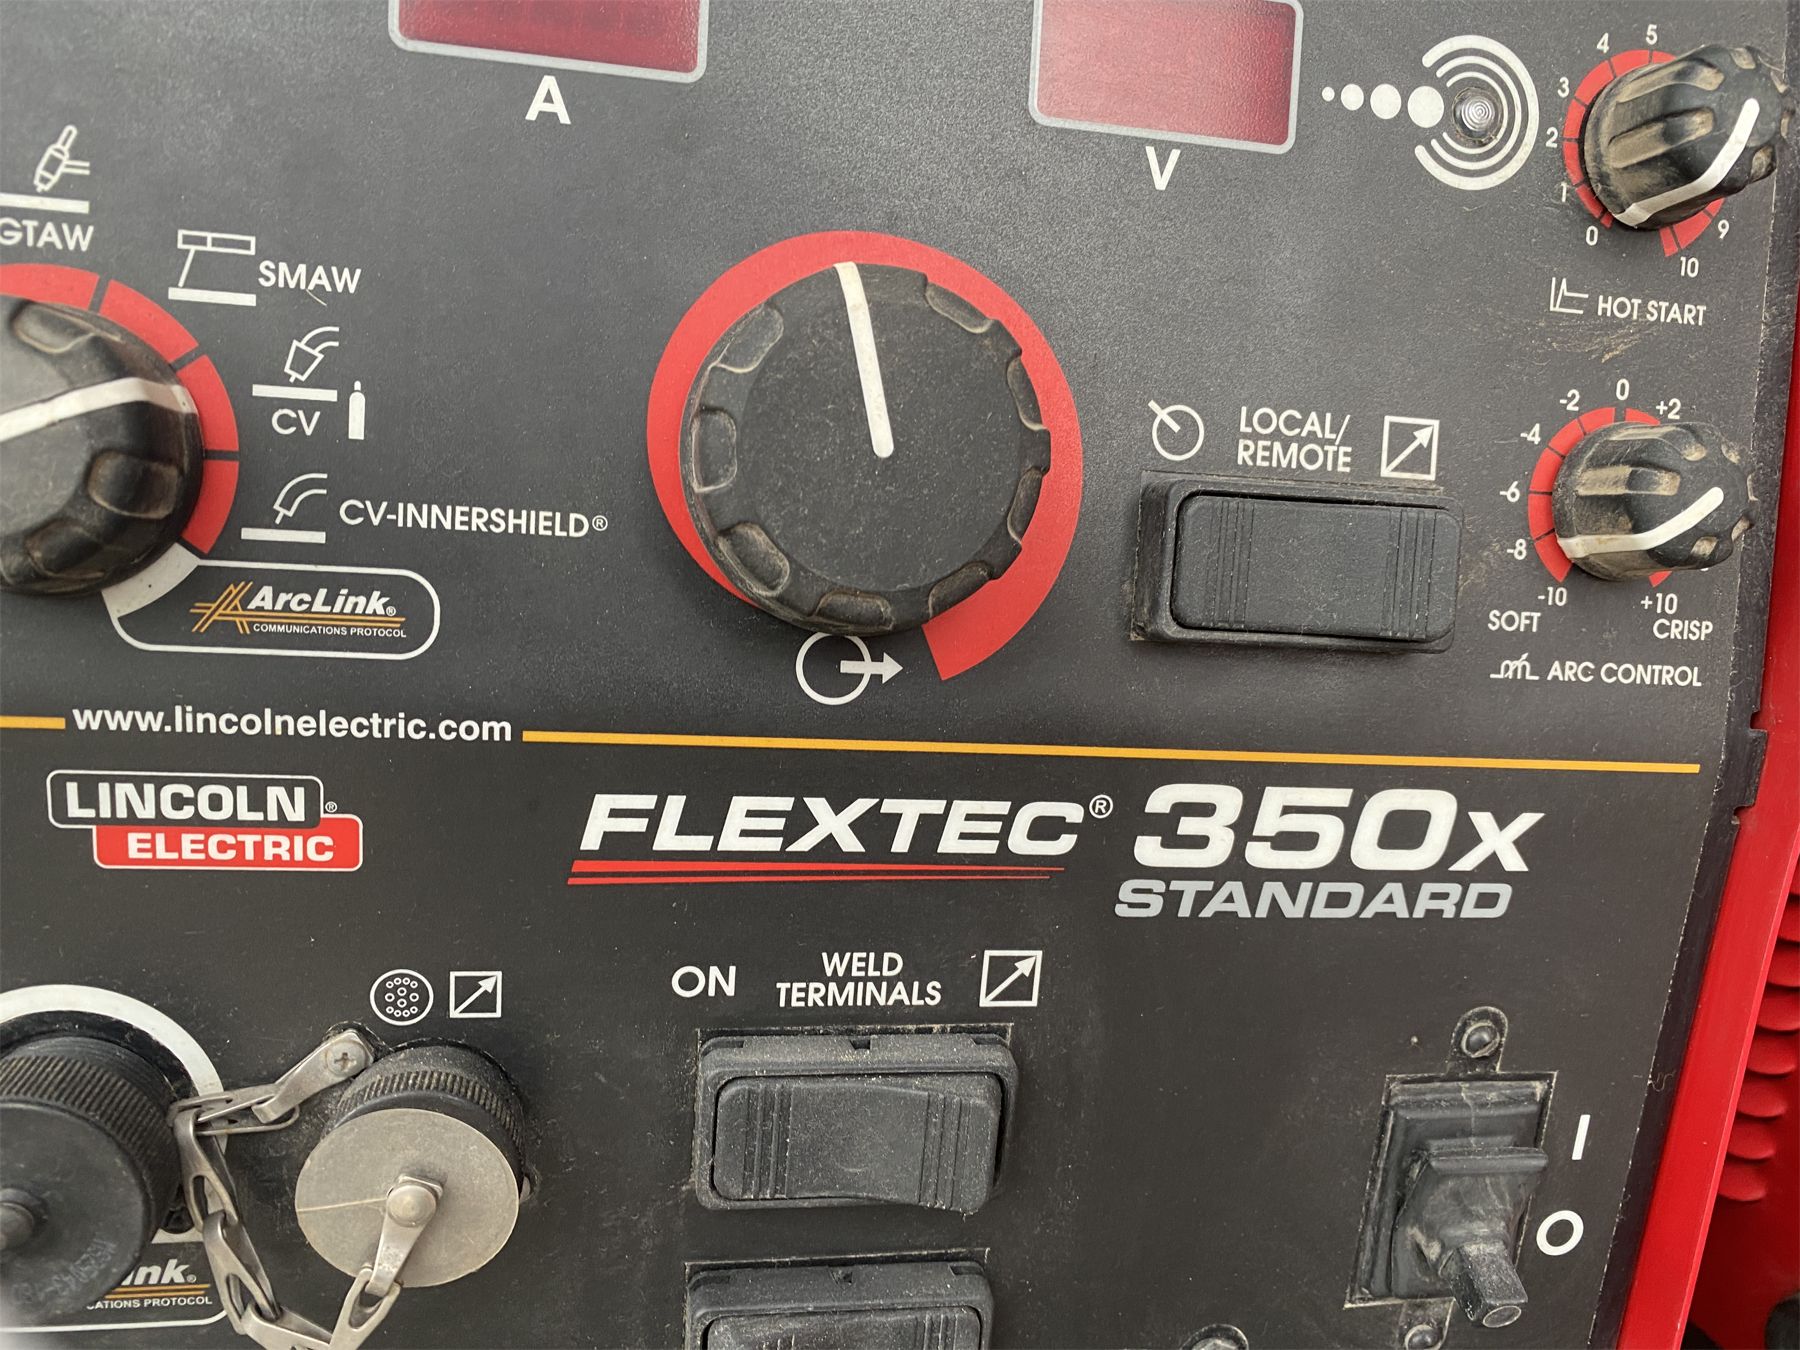 A
V
5
4
3
2
1
0
9
10
HOT START
GTAW
SMAW
CV
CV-INNERSHIELD®
ArcLink®
COMMUNICATIONS PROTOCOL
LOCAL/
REMOTE
0
-2
+2
-4
-6
-8
-10
+10
SOFT
CRISP
ARC CONTROL
www.lincolnelectric.com
LINCOLN®
ELECTRIC
FLEXTEC® 350X
STANDARD
ON
WELD
TERMINALS
I
O